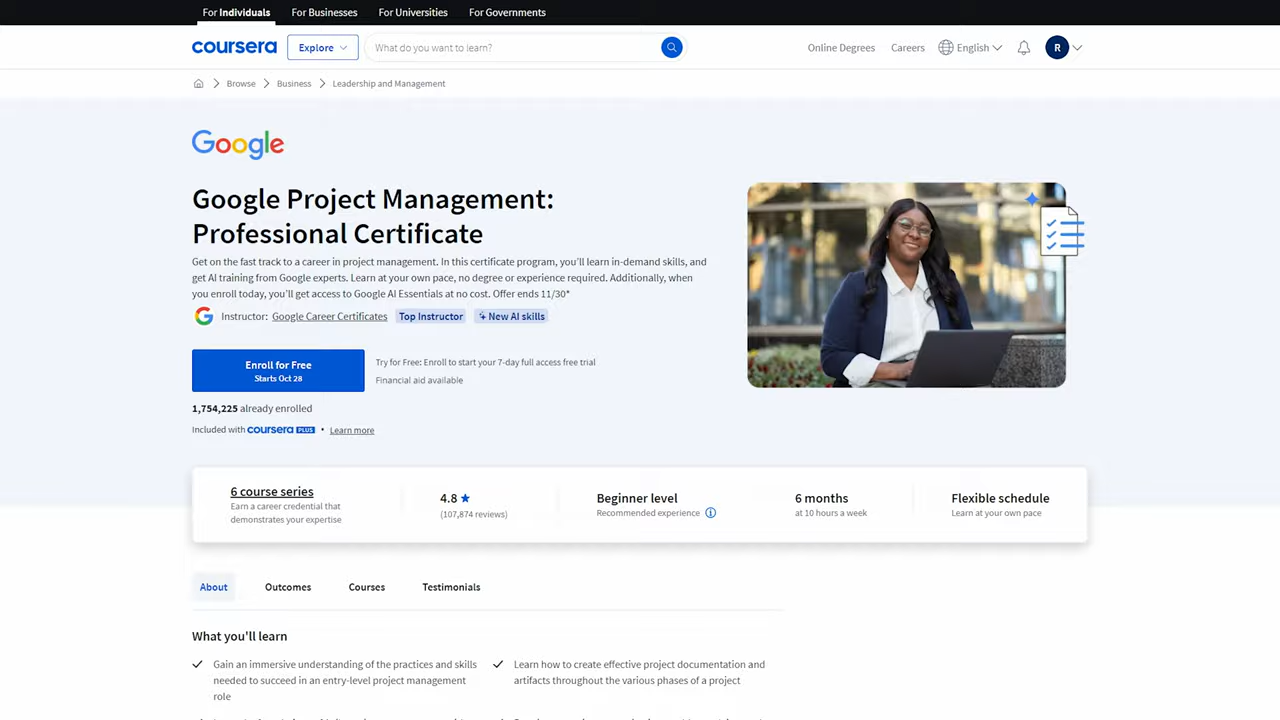 For Individuals
For Businesses
For Universities
For Governments
coursera
Explore
What do you want to learn?
Online Degrees
Careers
English
R
Browse
Business
Leadership and Management
Google
Google Project Management:
Professional Certificate
Get on the fast track to a career in project management. In this certificate program, you'll learn in-demand skills, and
get AI training from Google experts. Learn at your own pace, no degree or experience required. Additionally, when
you enroll today, you'll get access to Google AI Essentials at no cost. Offer ends 11/30*
G Instructor: Google Career Certificates Top Instructor New AI skills
Enroll for Free
Starts Oct 28
Try for Free: Enroll to start your 7-day full access free trial
Financial aid available
1,754,225 already enrolled
Included with coursera PLUS • Learn more
6 course series
Earn a career credential that
demonstrates your expertise
4.8
(107,874 reviews)
Beginner level
Recommended experience
6 months
at 10 hours a week
Flexible schedule
Learn at your own pace
About
Outcomes
Courses
Testimonials
What you'll learn
Gain an immersive understanding of the practices and skills
needed to succeed in an entry-level project management
role
Learn how to create effective project documentation and
artifacts throughout the various phases of a project